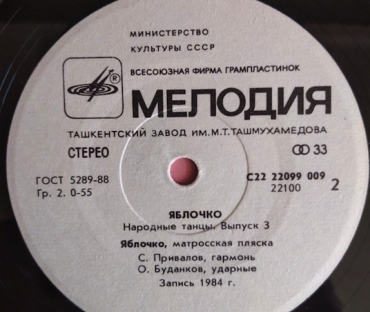 МИНИСТЕРСТВО
КУЛЬТУРЫ СССР
ВСЕСОЮЗНАЯ ФИРМА ГРАМПЛАСТИНОК
МЕЛОДИЯ
ТАШКЕНТСКИЙ ЗАВОД ИМ. М.Т. ТАШМУХАМЕДОВА
СТЕРЕО 33
ГОСТ 5289-88 С22 22099 009
Гр. 2. 0-55 22100 2
ЯБЛОЧКО
Народные танцы. Выпуск 3
Яблочко, матросская пляска
С. Привалов, гармонь
О. Буданков, ударные
Запись 1984 г.